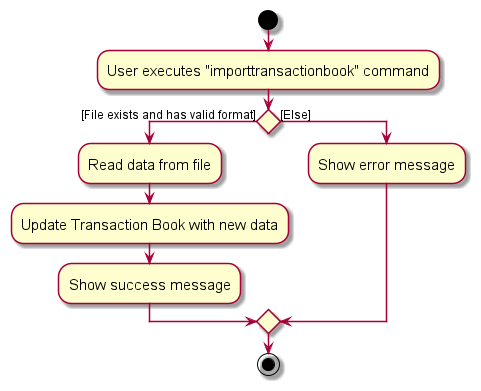 User executes "importtransactionbook" command
[File exists and has valid format]
[Else]
Read data from file
Show error message
Update Transaction Book with new data
Show success message